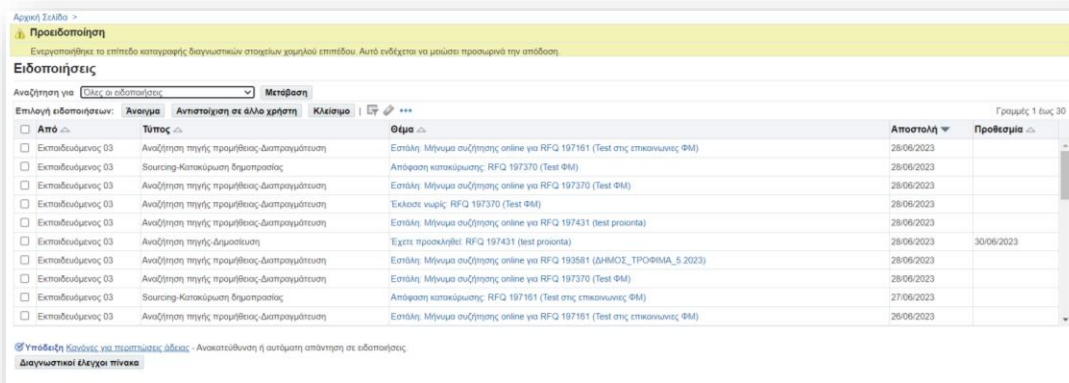 Αρχική Σελίδα >
Προειδοποίηση
Ενεργοποιήθηκε το επίπεδο καταγραφής διαγνωστικών στοιχείων χαμηλού επιπέδου. Αυτό ενδέχεται να μειώσει προσωρινά την απόδοση.
Ειδοποιήσεις
Αναζήτηση για Όλες οι ειδοποιήσεις Μετάβαση
Επιλογή ειδοποιήσεων: Άνοιγμα Αντιστοίχιση σε άλλο χρήστη Κλείσιμο | Γραμμές 1 έως 30
Από Τύπος Θέμα Αποστολή Προθεσμία
Εκπαιδευόμενος 03 Αναζήτηση πηγής προμήθειας-Διαπραγμάτευση Εστάλη: Μήνυμα συζήτησης online για RFQ 197161 (Test στις επικοινωνιες ΦΜ) 28/06/2023
Εκπαιδευόμενος 03 Sourcing-Κατακύρωση δημοπρασίας Απόφαση κατακύρωσης: RFQ 197370 (Test ΦΜ) 28/06/2023
Εκπαιδευόμενος 03 Αναζήτηση πηγής προμήθειας-Διαπραγμάτευση Εστάλη: Μήνυμα συζήτησης online για RFQ 197370 (Test ΦΜ) 28/06/2023
Εκπαιδευόμενος 03 Αναζήτηση πηγής προμήθειας-Διαπραγμάτευση Έκλεισε νωρίς: RFQ 197370 (Test ΦΜ) 28/06/2023
Εκπαιδευόμενος 03 Αναζήτηση πηγής προμήθειας-Διαπραγμάτευση Εστάλη: Μήνυμα συζήτησης online για RFQ 197431 (test proionta) 28/06/2023
Εκπαιδευόμενος 03 Αναζήτηση πηγής-Δημοσίευση Έχετε προσκληθεί: RFQ 197431 (test proionta) 28/06/2023 30/06/2023
Εκπαιδευόμενος 03 Αναζήτηση πηγής προμήθειας-Διαπραγμάτευση Εστάλη: Μήνυμα συζήτησης online για RFQ 193581 (ΔΗΜΟΣ_ΤΡΟΦΙΜΑ_5.2023) 28/06/2023
Εκπαιδευόμενος 03 Αναζήτηση πηγής προμήθειας-Διαπραγμάτευση Εστάλη: Μήνυμα συζήτησης online για RFQ 197370 (Test ΦΜ) 28/06/2023
Εκπαιδευόμενος 03 Sourcing-Κατακύρωση δημοπρασίας Απόφαση κατακύρωσης: RFQ 197161 (Test στις επικοινωνιες ΦΜ) 27/06/2023
Εκπαιδευόμενος 03 Αναζήτηση πηγής προμήθειας-Διαπραγμάτευση Εστάλη: Μήνυμα συζήτησης online για RFQ 197161 (Test στις επικοινωνιες ΦΜ) 26/06/2023
Υπόδειξη Κανόνες για περιπτώσεις άδειας - Ανακατεύθυνση ή αυτόματη απάντηση σε ειδοποιήσεις.
Διαγνωστικοί έλεγχοι πίνακα